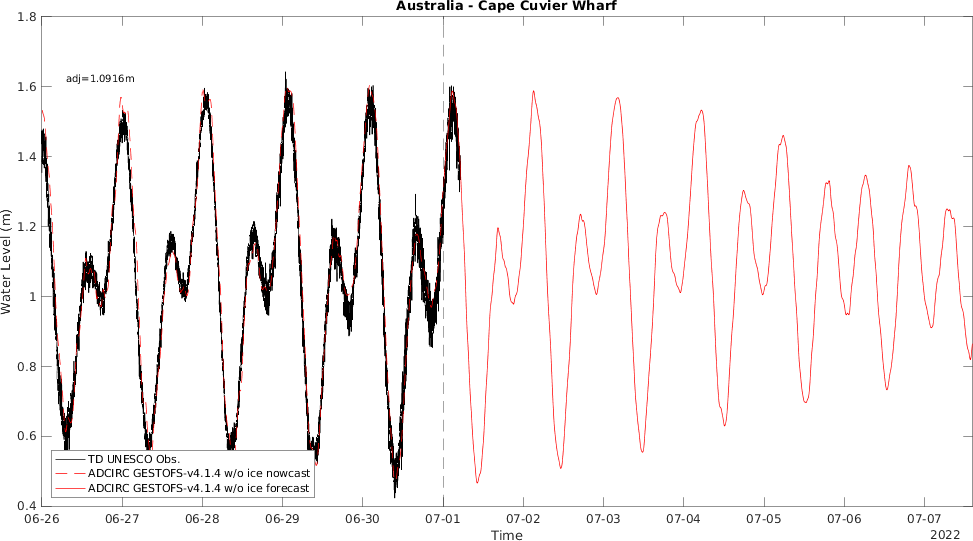 Australia - Cape Cuvier Wharf
1.8
1.6
1.4
1.2
1
0.8
0.6
0.4
Water Level (m)
adj=1.0916m
TD UNESCO Obs.
ADCIRC GESTOFS-v4.1.4 w/o ice nowcast
ADCIRC GESTOFS-v4.1.4 w/o ice forecast
06-26 06-27 06-28 06-29 06-30 07-01 07-02 07-03 07-04 07-05 07-06 07-07
Time
2022